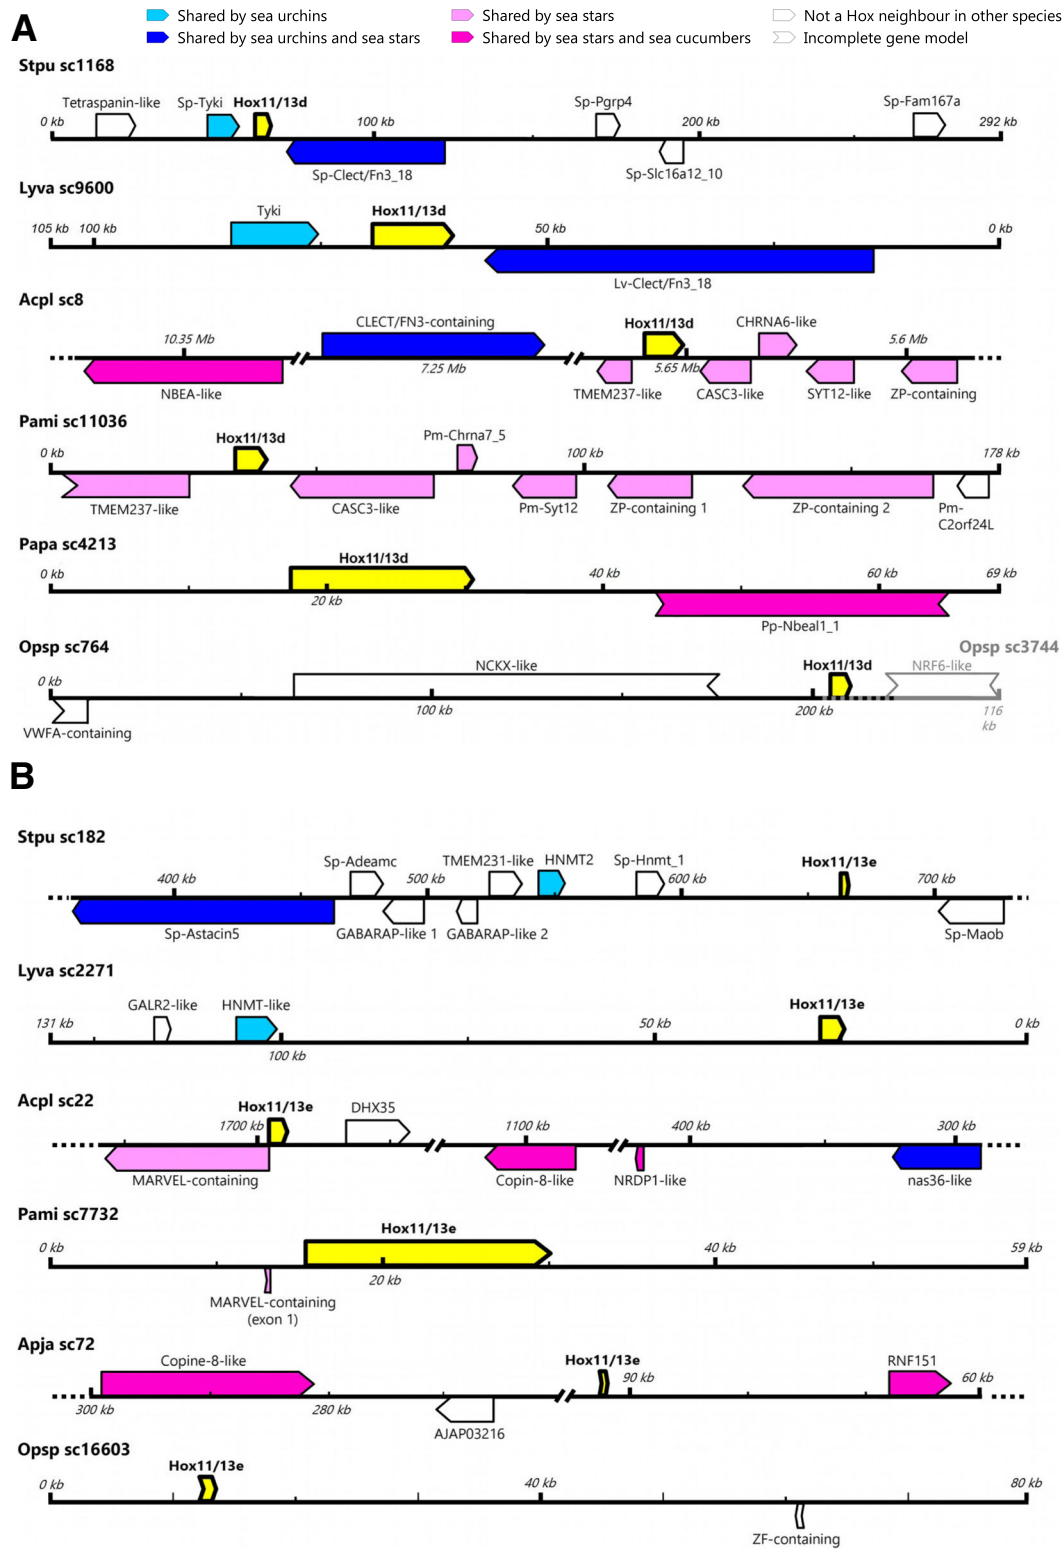 A
Shared by sea urchins
Shared by sea stars
Not a Hox neighbour in other species
Shared by sea urchins and sea stars
Shared by sea stars and sea cucumbers
Incomplete gene model
Stpu sc1168
Tetraspanin-like
Sp-Tyki
Hox11/13d
Sp-Pgrp4
Sp-Fam167a
0 kb
100 kb
200 kb
292 kb
Sp-Clect/Fn3_18
Sp-Slc16a12_10
Lyva sc9600
Tyki
Hox11/13d
105 kb
100 kb
50 kb
0 kb
Lv-Clect/Fn3_18
Acpl sc8
CLECT/FN3-containing
Hox11/13d
CHRNA6-like
10.35 Mb
5.6 Mb
7.25 Mb
5.65 Mb
NBEA-like
TMEM237-like
CASC3-like
SYT12-like
ZP-containing
Pami sc11036
Hox11/13d
Pm-Chrna7_5
0 kb
100 kb
178 kb
TMEM237-like
CASC3-like
Pm-Syt12
ZP-containing 1
ZP-containing 2
Pm-
C2orf24L
Papa sc4213
Hox11/13d
0 kb
40 kb
60 kb
69 kb
20 kb
Pp-Nbeal1_1
Opsp sc764
Opsp sc3744
NCKX-like
Hox11/13d
NRF6-like
0 kb
100 kb
200 kb
116
kb
VWFA-containing
B
Stpu sc182
Sp-Adeamc
TMEM231-like
HNMT2
Sp-Hnmt_1
Hox11/13e
400 kb
500 kb
600 kb
700 kb
Sp-Astacin5
GABARAP-like 1
GABARAP-like 2
Sp-Maob
Lyva sc2271
GALR2-like
HNMT-like
Hox11/13e
131 kb
50 kb
0 kb
100 kb
Acpl sc22
Hox11/13e
DHX35
1700 kb
1100 kb
400 kb
300 kb
MARVEL-containing
Copin-8-like
NRDP1-like
nas36-like
Pami sc7732
Hox11/13e
0 kb
40 kb
59 kb
20 kb
MARVEL-containing
(exon 1)
Apja sc72
Copine-8-like
Hox11/13e
RNF151
90 kb
60 kb
300 kb
280 kb
AJAP03216
Opsp sc16603
Hox11/13e
0 kb
40 kb
80 kb
ZF-containing